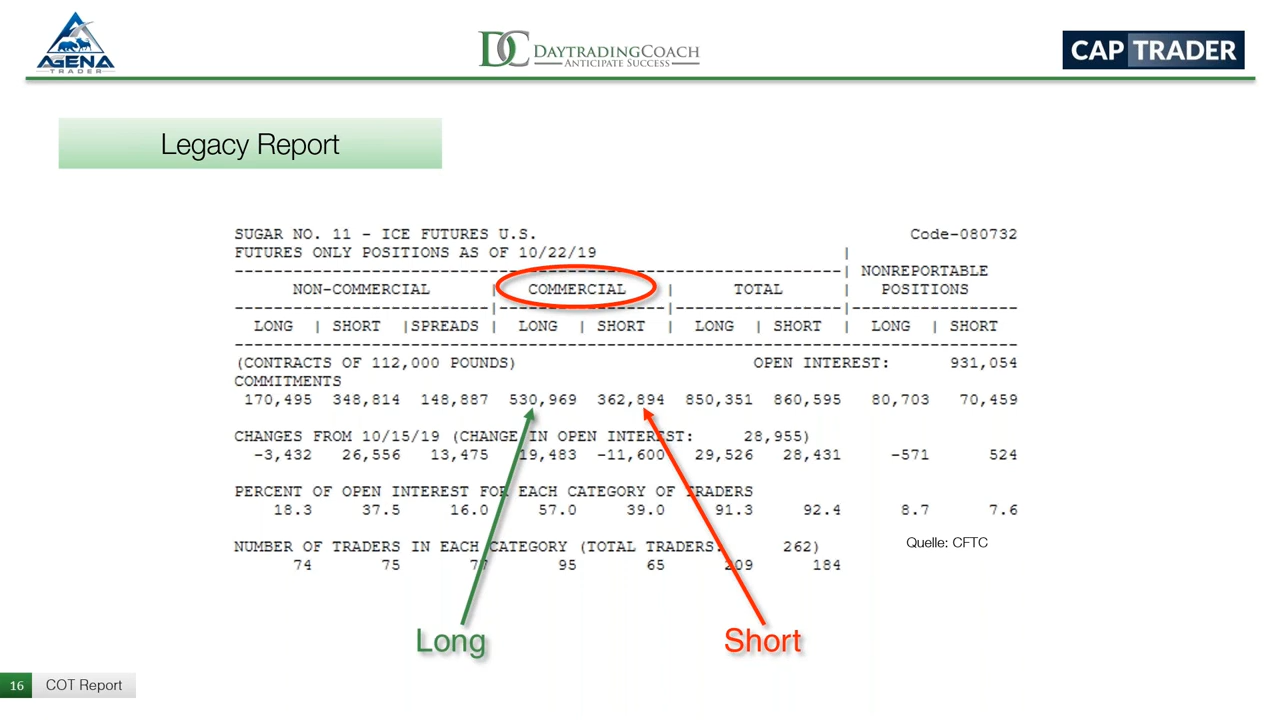 AGENA
TRADER
DC DAYTRADINGCOACH
ANTICIPATE SUCCESS
CAP TRADER
Legacy Report
SUGAR NO. 11 - ICE FUTURES U.S. Code-080732
FUTURES ONLY POSITIONS AS OF 10/22/19 |
--------------------------------------------------------------| NONREPORTABLE
NON-COMMERCIAL | COMMERCIAL | TOTAL | POSITIONS
--------------------------|-----------------|-----------------|-----------------
LONG | SHORT |SPREADS | LONG | SHORT | LONG | SHORT | LONG | SHORT
--------------------------------------------------------------------------------
(CONTRACTS OF 112,000 POUNDS) OPEN INTEREST: 931,054
COMMITMENTS
170,495 348,814 148,887 530,969 362,894 850,351 860,595 80,703 70,459
CHANGES FROM 10/15/19 (CHANGE IN OPEN INTEREST: 28,955)
-3,432 26,556 13,475 19,483 -11,600 29,526 28,431 -571 524
PERCENT OF OPEN INTEREST FOR EACH CATEGORY OF TRADERS
18.3 37.5 16.0 57.0 39.0 91.3 92.4 8.7 7.6
NUMBER OF TRADERS IN EACH CATEGORY (TOTAL TRADERS: 262)
74 75 77 95 65 209 184
Quelle: CFTC
Long Short
16 COT Report